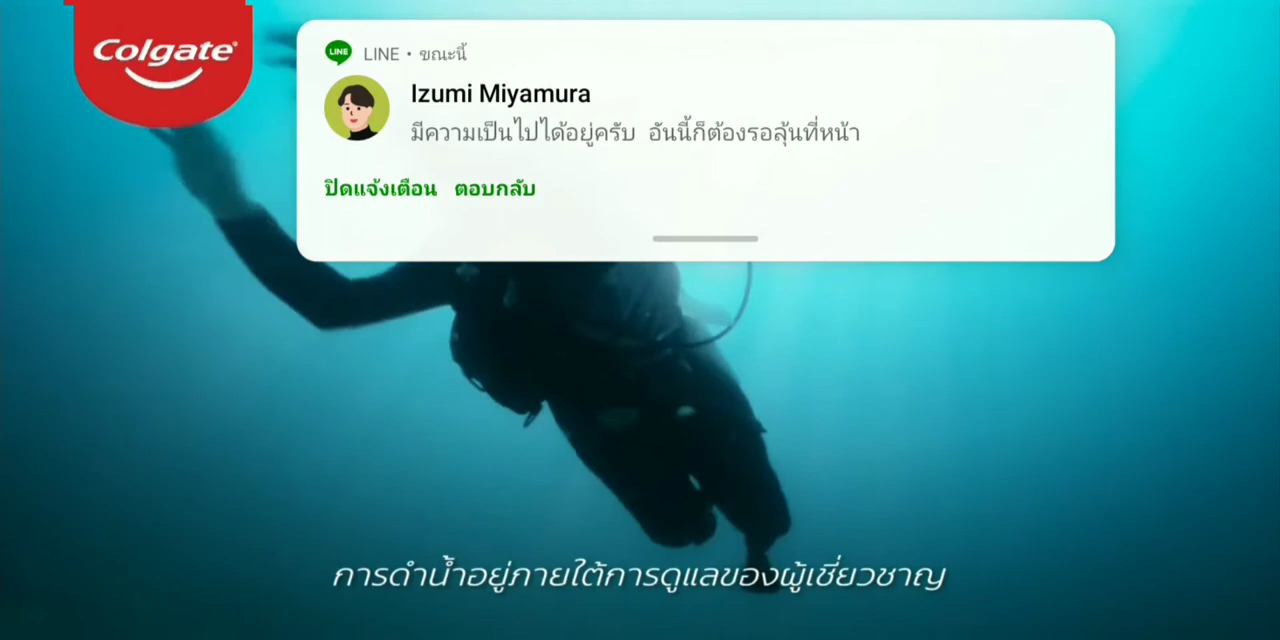 Colgate
LINE • ขณะนี้
Izumi Miyamura
มีความเป็นไปได้อยู่ครับ อันนี้ก็ต้องรอลุ้นที่หน้า
ปิดแจ้งเตือน ตอบกลับ
การดำน้ำอยู่ภายใต้การดูแลของผู้เชี่ยวชาญ